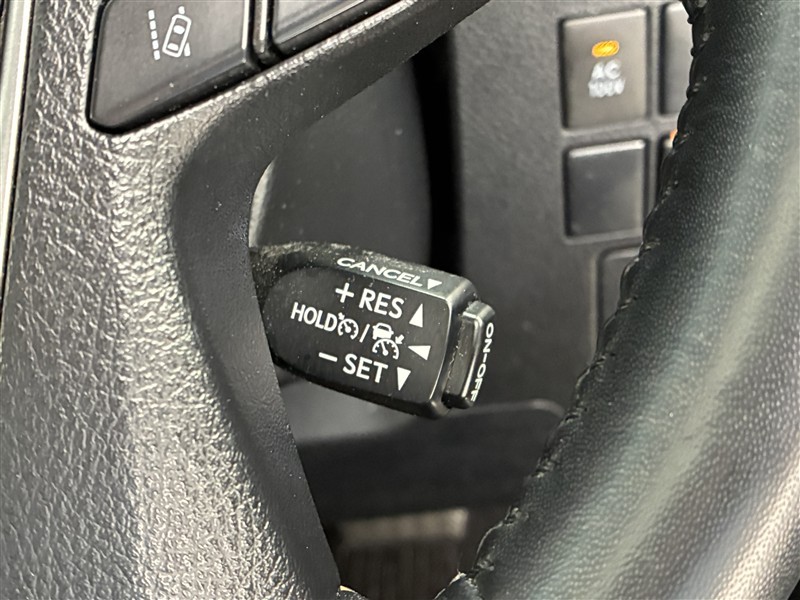 AC
100V
CANCEL▼
+ RES ▲
HOLD / ◀
− SET ▼
ON-OFF